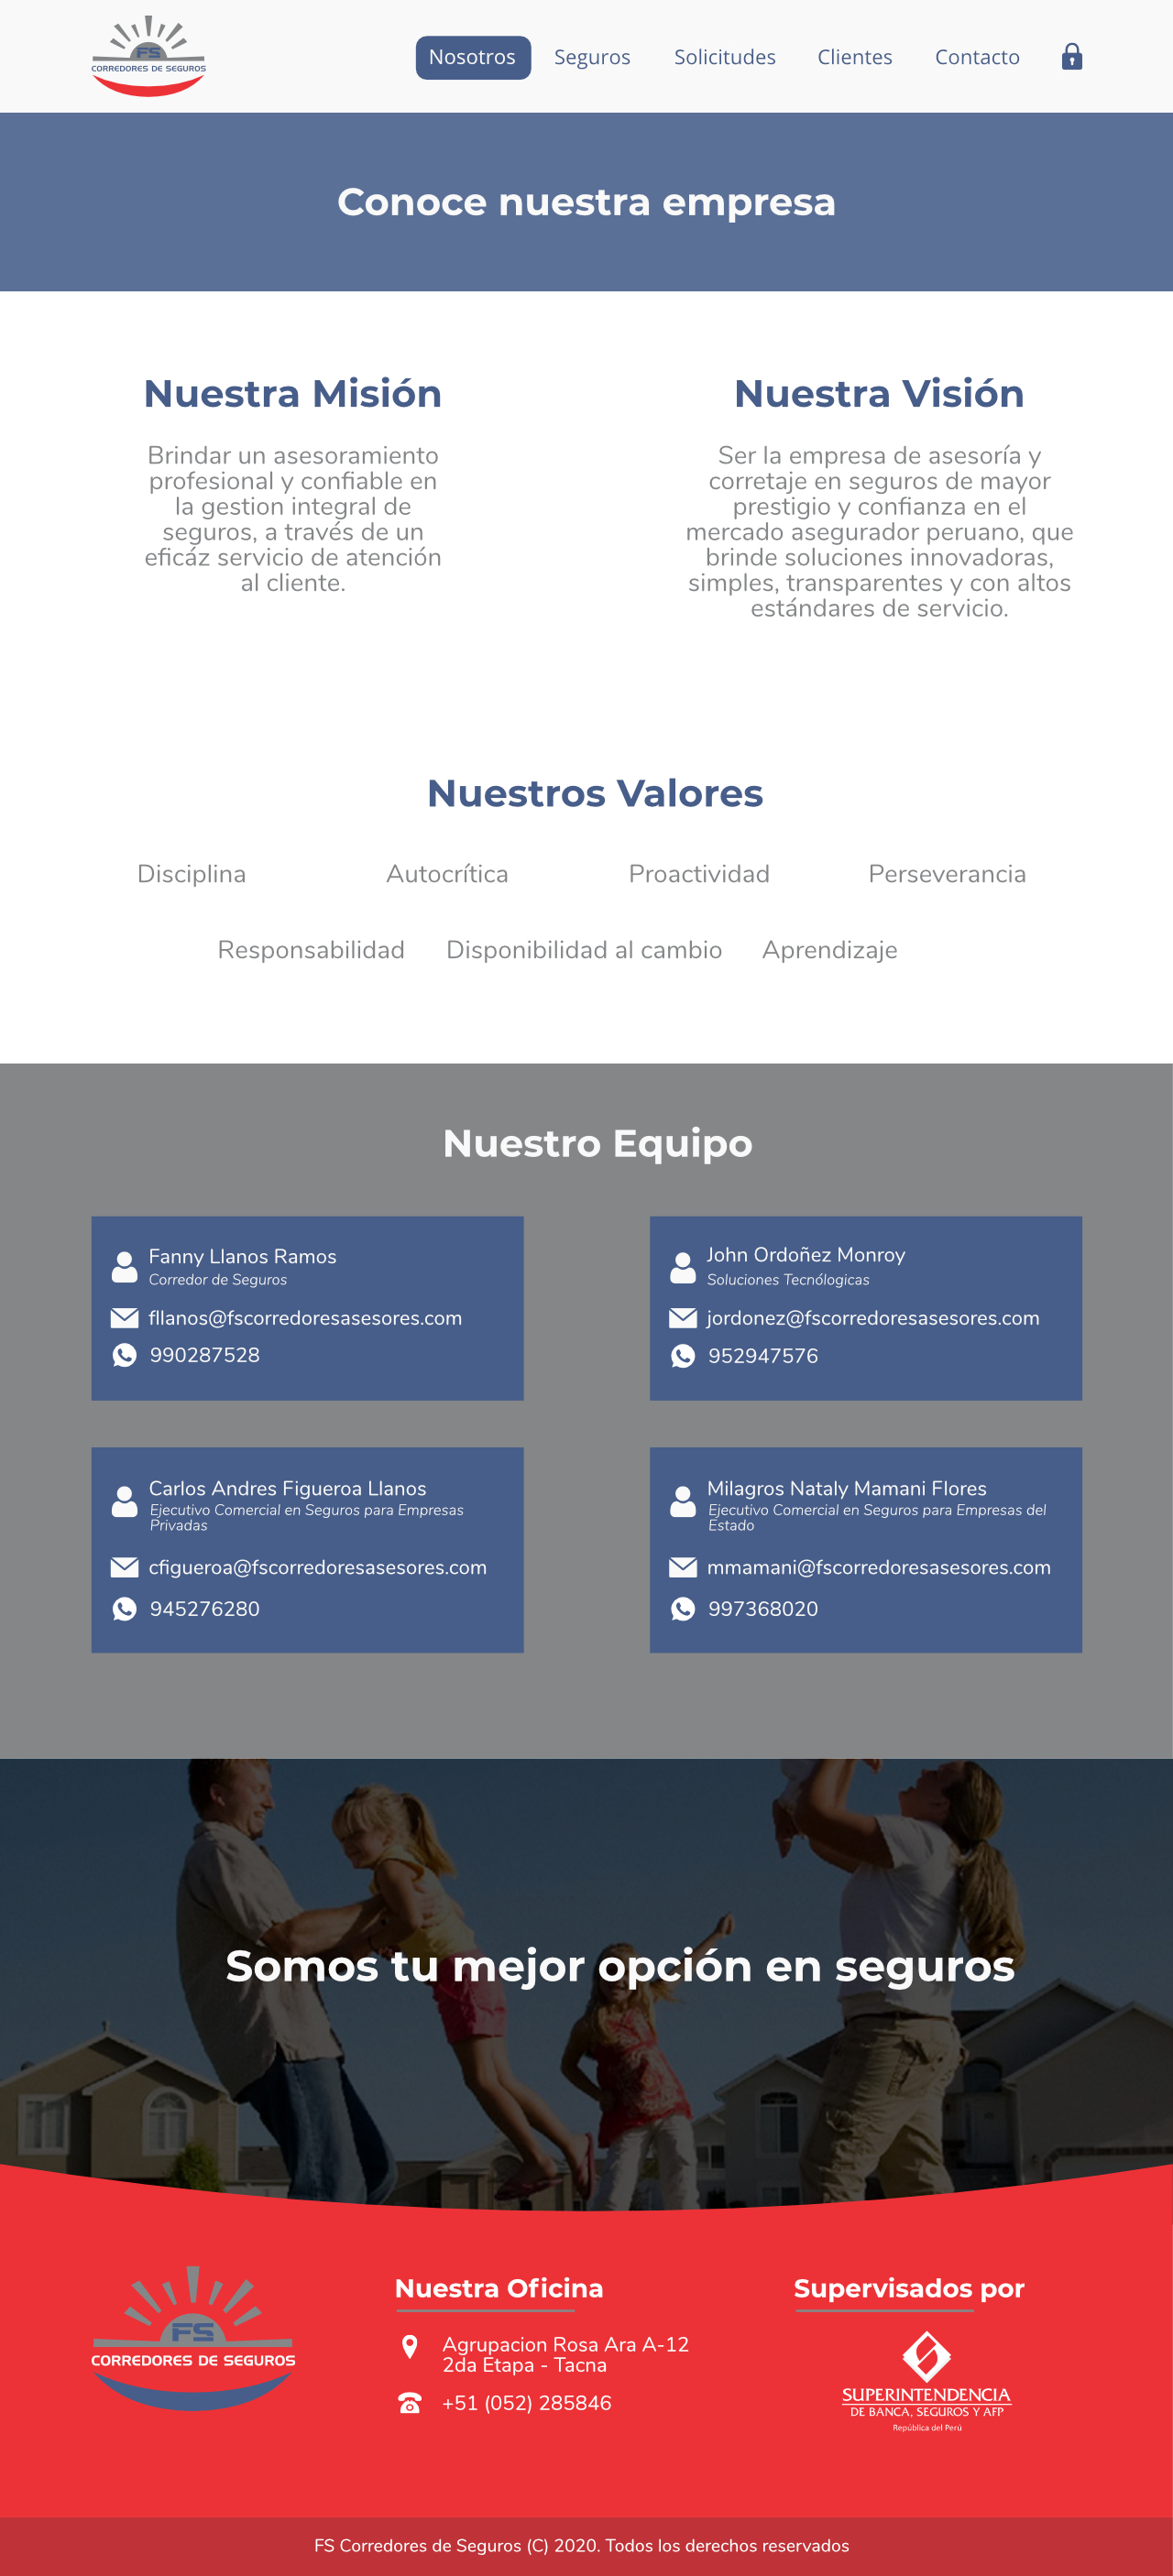 FS
CORREDORES DE SEGUROS
Nosotros
Seguros
Solicitudes
Clientes
Contacto
Conoce nuestra empresa
Nuestra Misión
Brindar un asesoramiento
profesional y confiable en
la gestion integral de
seguros, a través de un
eficáz servicio de atención
al cliente.
Nuestra Visión
Ser la empresa de asesoría y
corretaje en seguros de mayor
prestigio y confianza en el
mercado asegurador peruano, que
brinde soluciones innovadoras,
simples, transparentes y con altos
estándares de servicio.
Nuestros Valores
Disciplina
Autocrítica
Proactividad
Perseverancia
Responsabilidad
Disponibilidad al cambio
Aprendizaje
Nuestro Equipo
Fanny Llanos Ramos
Corredor de Seguros
fllanos@fscorredoresasesores.com
990287528
John Ordoñez Monroy
Soluciones Tecnólogicas
jordonez@fscorredoresasesores.com
952947576
Carlos Andres Figueroa Llanos
Ejecutivo Comercial en Seguros para Empresas
Privadas
cfigueroa@fscorredoresasesores.com
945276280
Milagros Nataly Mamani Flores
Ejecutivo Comercial en Seguros para Empresas del
Estado
mmamani@fscorredoresasesores.com
997368020
Somos tu mejor opción en seguros
FS
CORREDORES DE SEGUROS
Nuestra Oficina
Agrupacion Rosa Ara A-12
2da Etapa - Tacna
+51 (052) 285846
Supervisados por
SUPERINTENDENCIA
DE BANCA, SEGUROS Y AFP
República del Perú
FS Corredores de Seguros (C) 2020. Todos los derechos reservados